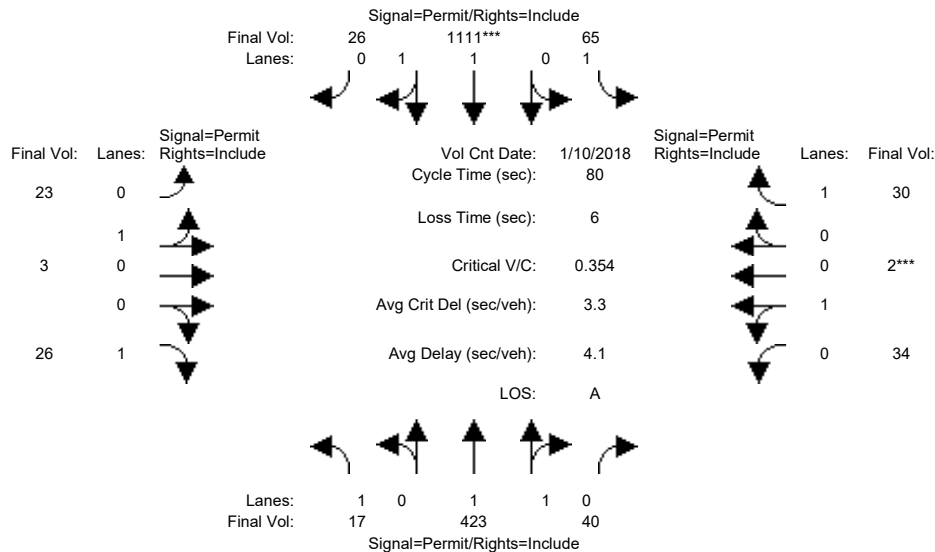 Signal=Permit/Rights=Include
Final Vol: 26 1111*** 65
Lanes: 0 1 1 0 1
Signal=Permit Signal=Permit
Final Vol: Lanes: Rights=Include Vol Cnt Date: 1/10/2018 Rights=Include Lanes: Final Vol:
Cycle Time (sec): 80
23 0 1 30
Loss Time (sec): 6
1 0
3 0 Critical V/C: 0.354 0 2***
0 Avg Crit Del (sec/veh): 3.3 1
26 1 Avg Delay (sec/veh): 4.1 0 34
LOS: A
Lanes: 1 0 1 1 0
Final Vol: 17 423 40
Signal=Permit/Rights=Include